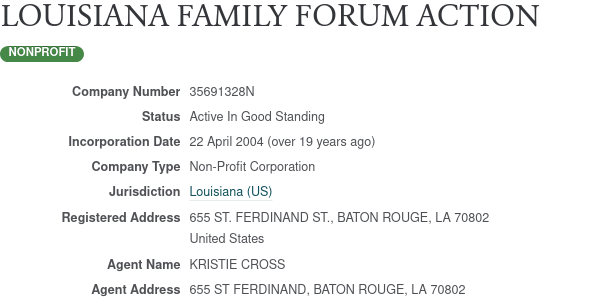 LOUISIANA FAMILY FORUM ACTION
NONPROFIT
Company Number 35691328N
Status Active In Good Standing
Incorporation Date 22 April 2004 (over 19 years ago)
Company Type Non-Profit Corporation
Jurisdiction Louisiana (US)
Registered Address 655 ST. FERDINAND ST., BATON ROUGE, LA 70802
United States
Agent Name KRISTIE CROSS
Agent Address 655 ST FERDINAND, BATON ROUGE, LA 70802